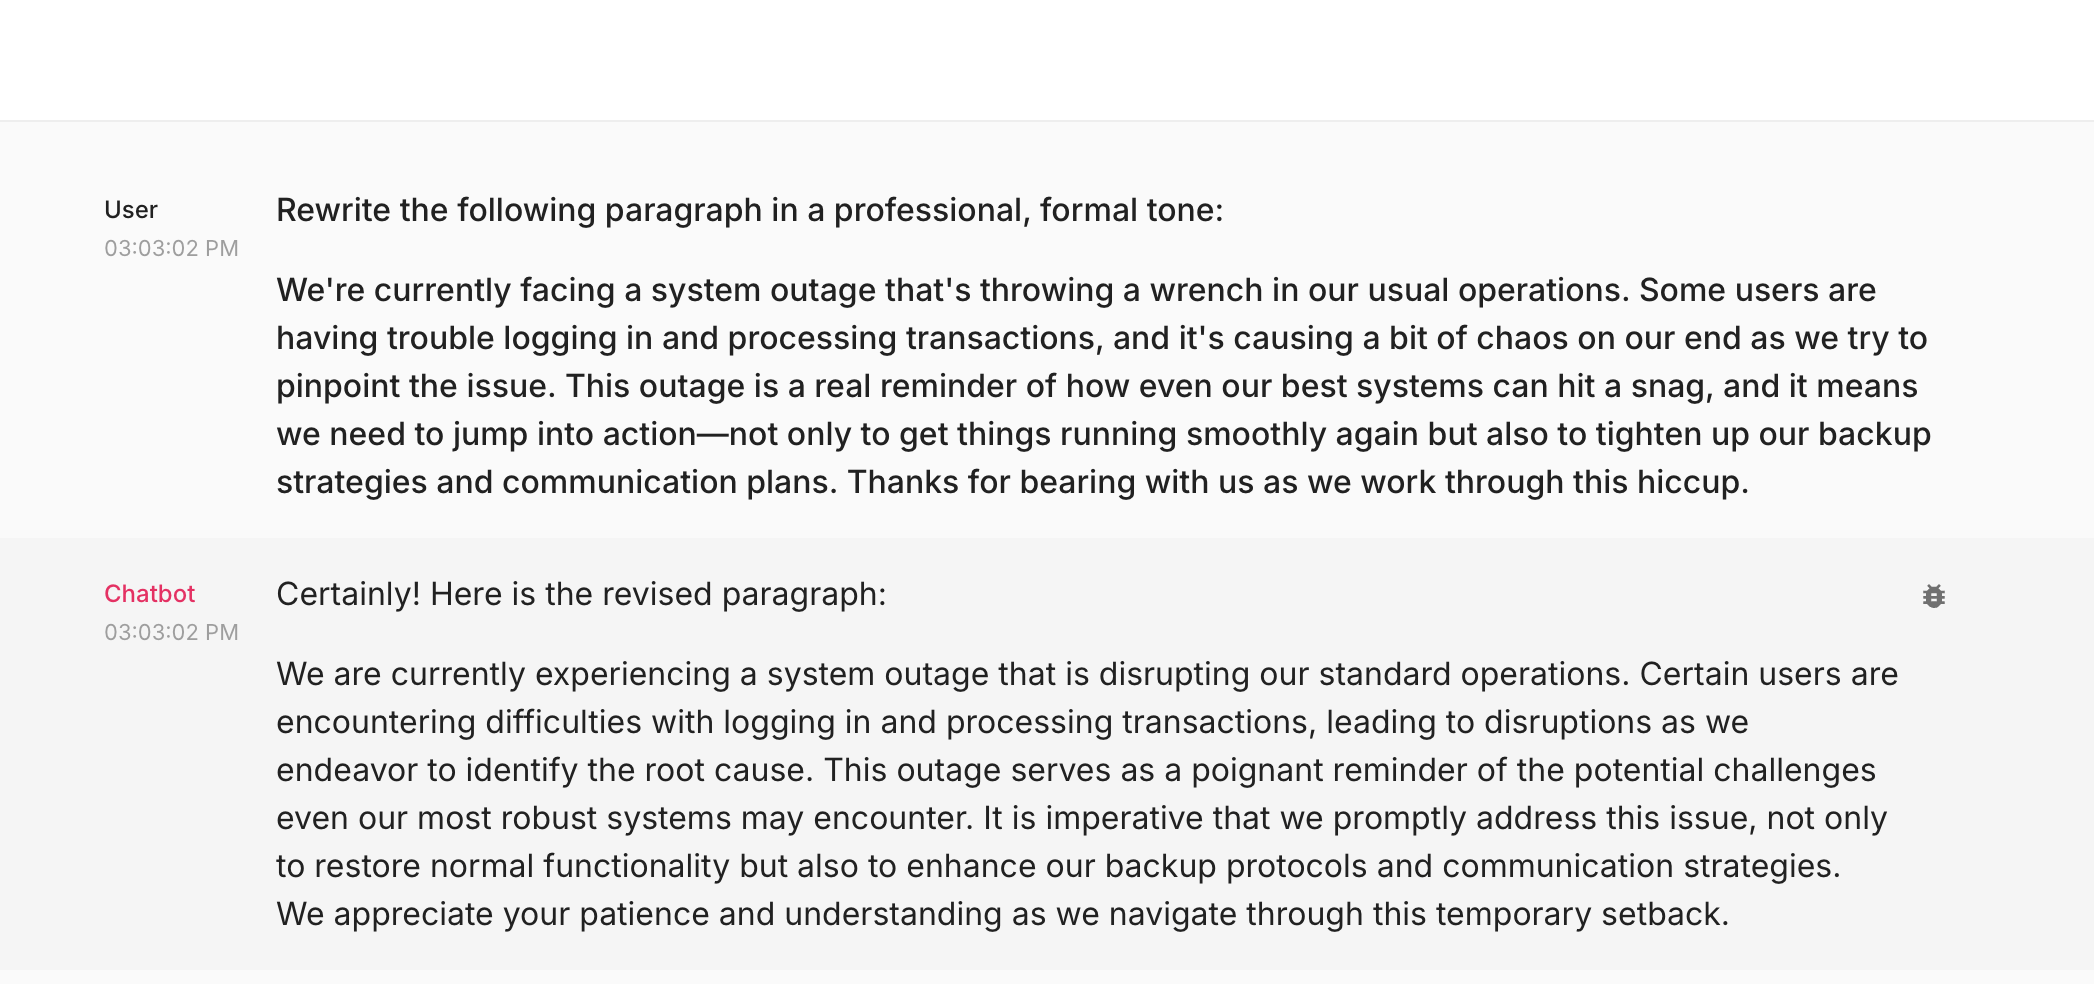 User
03:03:02 PM
Rewrite the following paragraph in a professional, formal tone:
We're currently facing a system outage that's throwing a wrench in our usual operations. Some users are
having trouble logging in and processing transactions, and it's causing a bit of chaos on our end as we try to
pinpoint the issue. This outage is a real reminder of how even our best systems can hit a snag, and it means
we need to jump into action—not only to get things running smoothly again but also to tighten up our backup
strategies and communication plans. Thanks for bearing with us as we work through this hiccup.
Chatbot
03:03:02 PM
Certainly! Here is the revised paragraph:
We are currently experiencing a system outage that is disrupting our standard operations. Certain users are
encountering difficulties with logging in and processing transactions, leading to disruptions as we
endeavor to identify the root cause. This outage serves as a poignant reminder of the potential challenges
even our most robust systems may encounter. It is imperative that we promptly address this issue, not only
to restore normal functionality but also to enhance our backup protocols and communication strategies.
We appreciate your patience and understanding as we navigate through this temporary setback.